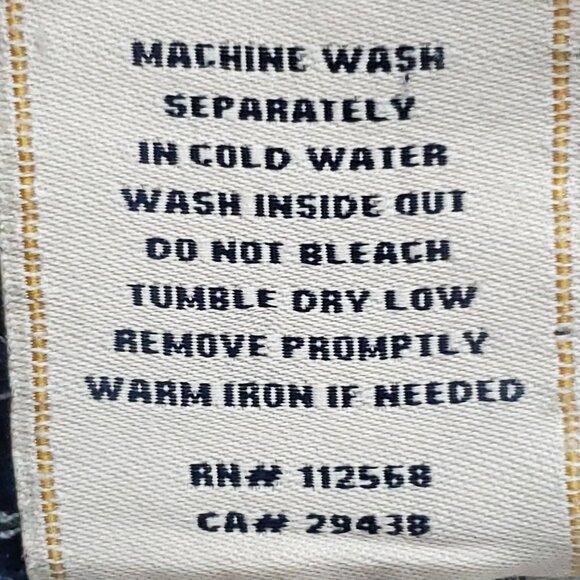 MACHINE WASH
SEPARATELY
IN COLD WATER
WASH INSIDE OUT
DO NOT BLEACH
TUMBLE DRY LOW
REMOVE PROMPTLY
WARM IRON IF NEEDED
RN# 112568
CA# 29438